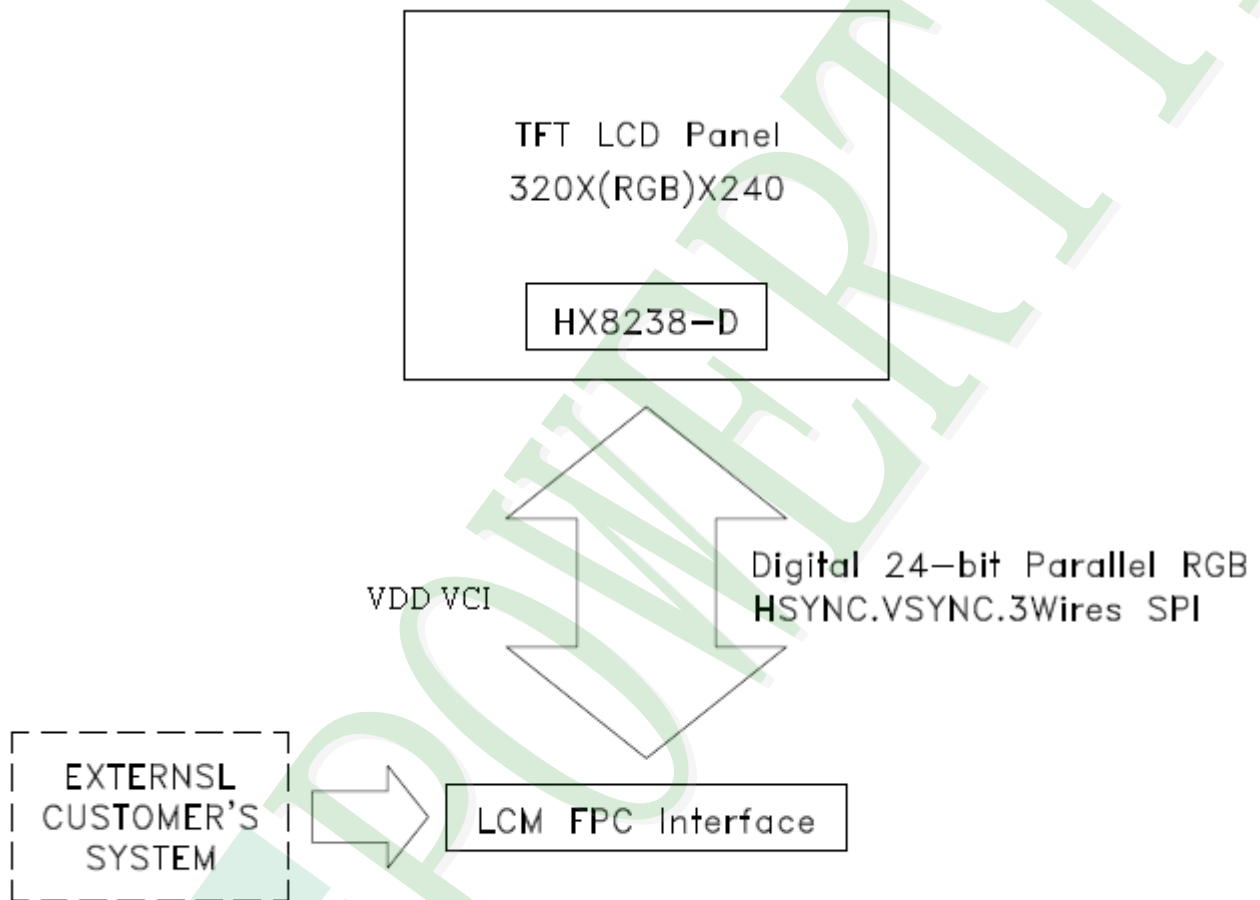 TFT LCD Panel
320X(RGB)X240
HX8238-D
VDD VCI
Digital 24-bit Parallel RGB
HSYNC.VSYNC.3Wires SPI
EXTERNSL
CUSTOMER'S
SYSTEM
LCM FPC Interface
POWERTI